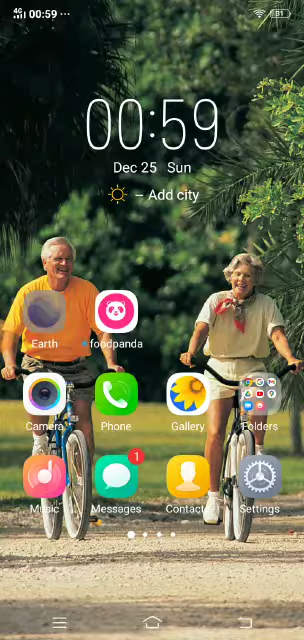 4G 00:59 ... 81
00:59
Dec 25 Sun
– Add city
Earth foodpanda
Camera Phone Gallery Folders
1
Music Messages Contacts Settings